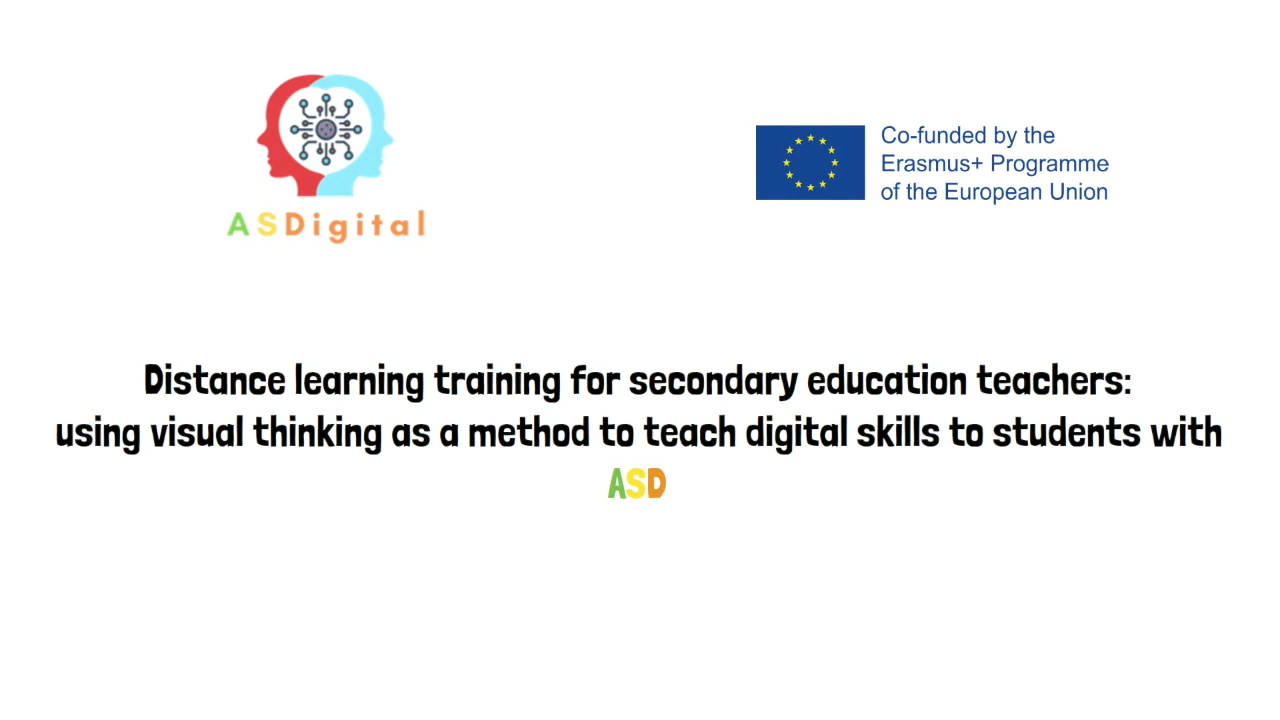 ASDigital
Co-funded by the
Erasmus+ Programme
of the European Union
Distance learning training for secondary education teachers:
using visual thinking as a method to teach digital skills to students with
ASD